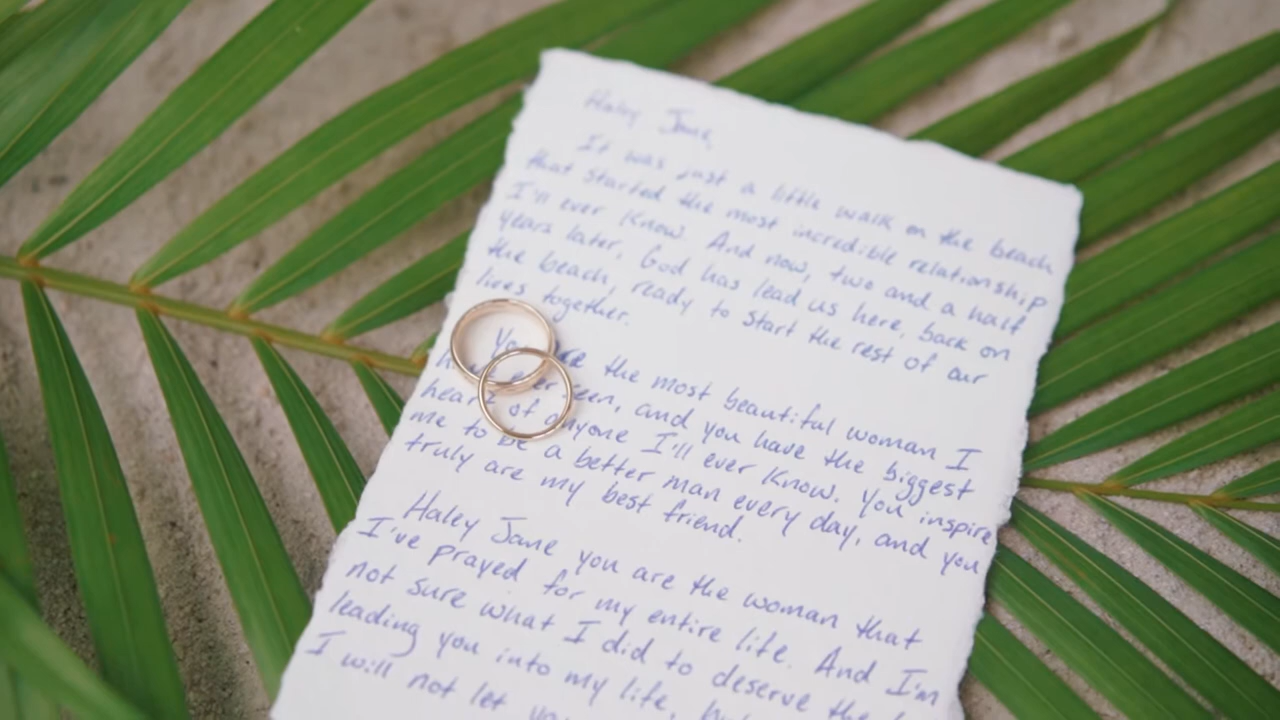 Haley Jane,
It was just a little walk on the beach
that started the most incredible relationship
I'll ever know. And now, two and a half
years later, God has lead us here, back on
the beach, ready to start the rest of our
lives together.
the most beautiful woman I
seen, and you have the biggest
heart of anyone I'll ever know. You inspire
me to be a better man every day, and you
truly are my best friend.
Haley Jane you are the woman that
I've prayed for my entire life. And I'm
not sure what I did to deserve the
leading you into my life,
I will not let